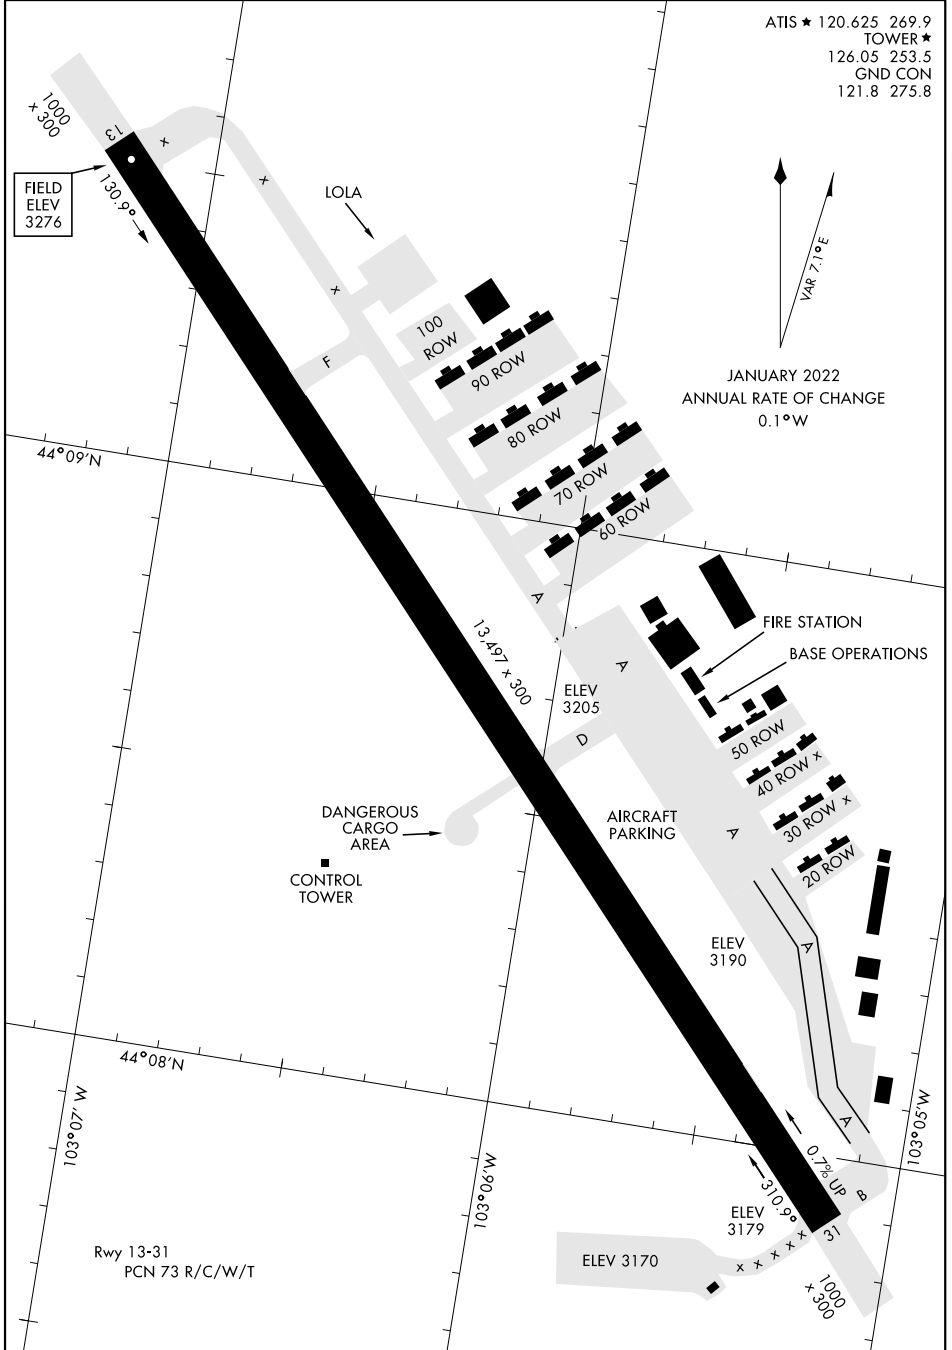 ATIS ★ 120.625 269.9
TOWER ★
126.05 253.5
GND CON
121.8 275.8
1000
x 300
13
FIELD
ELEV
3276
130.9°
x
x
x
LOLA
VAR 7.1° E
JANUARY 2022
ANNUAL RATE OF CHANGE
0.1° W
100
ROW
90 ROW
F
80 ROW
44°09'N
70 ROW
60 ROW
A
13,497 x 300
FIRE STATION
BASE OPERATIONS
A
ELEV
3205
D
50 ROW
40 ROW x
30 ROW x
20 ROW
DANGEROUS
CARGO
AREA
AIRCRAFT
PARKING
A
CONTROL
TOWER
ELEV
3190
A
44°08'N
103°07' W
103°06'W
103°05'W
A
0.7% UP
310.9°
B
ELEV
3179
31
x x x x x
ELEV 3170
Rwy 13-31
PCN 73 R/C/W/T
1000
x 300